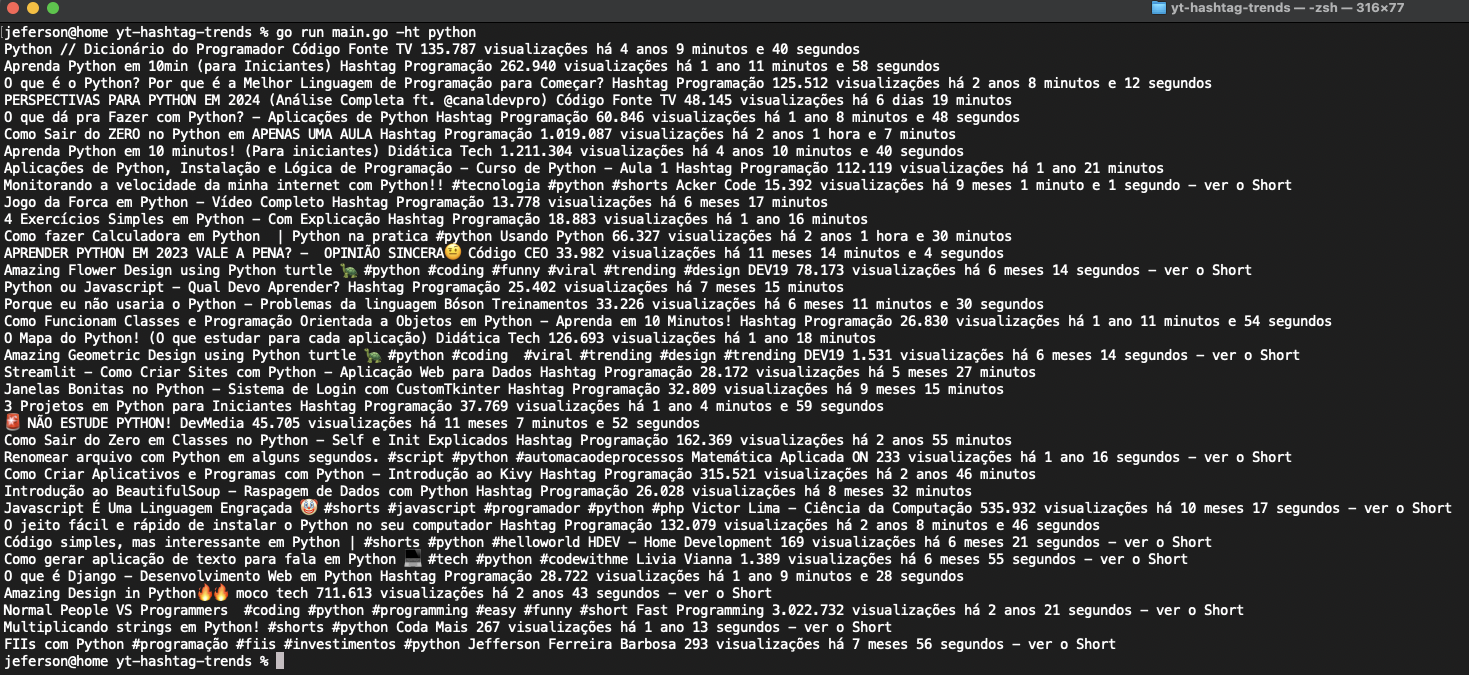 yt-hashtag-trends — -zsh — 316×77
jeferson@home yt-hashtag-trends % go run main.go -ht python
Python // Dicionário do Programador Código Fonte TV 135.787 visualizações há 4 anos 9 minutos e 40 segundos
Aprenda Python em 10min (para Iniciantes) Hashtag Programação 262.940 visualizações há 1 ano 11 minutos e 58 segundos
O que é o Python? Por que é a Melhor Linguagem de Programação para Começar? Hashtag Programação 125.512 visualizações há 2 anos 8 minutos e 12 segundos
PERSPECTIVAS PARA PYTHON EM 2024 (Análise Completa ft. @canaldevpro) Código Fonte TV 48.145 visualizações há 6 dias 19 minutos
O que dá pra Fazer com Python? - Aplicações de Python Hashtag Programação 60.846 visualizações há 1 ano 8 minutos e 48 segundos
Como Sair do ZERO no Python em APENAS UMA AULA Hashtag Programação 1.019.087 visualizações há 2 anos 1 hora e 7 minutos
Aprenda Python em 10 minutos! (Para iniciantes) Didática Tech 1.211.304 visualizações há 4 anos 10 minutos e 40 segundos
Aplicações de Python, Instalação e Lógica de Programação - Curso de Python - Aula 1 Hashtag Programação 112.119 visualizações há 1 ano 21 minutos
Monitorando a velocidade da minha internet com Python!! #tecnologia #python #shorts Acker Code 15.392 visualizações há 9 meses 1 minuto e 1 segundo - ver o Short
Jogo da Forca em Python - Vídeo Completo Hashtag Programação 13.778 visualizações há 6 meses 17 minutos
4 Exercícios Simples em Python - Com Explicação Hashtag Programação 18.883 visualizações há 1 ano 16 minutos
Como fazer Calculadora em Python  | Python na pratica #python Usando Python 66.327 visualizações há 2 anos 1 hora e 30 minutos
APRENDER PYTHON EM 2023 VALE A PENA? -  OPINIÃO SINCERA🤨 Código CEO 33.982 visualizações há 11 meses 14 minutos e 4 segundos
Amazing Flower Design using Python turtle 🐢 #python #coding #funny #viral #trending #design DEV19 78.173 visualizações há 6 meses 14 segundos - ver o Short
Python ou Javascript - Qual Devo Aprender? Hashtag Programação 25.402 visualizações há 7 meses 15 minutos
Porque eu não usaria o Python - Problemas da linguagem Bóson Treinamentos 33.226 visualizações há 6 meses 11 minutos e 30 segundos
Como Funcionam Classes e Programação Orientada a Objetos em Python - Aprenda em 10 Minutos! Hashtag Programação 26.830 visualizações há 1 ano 11 minutos e 54 segundos
O Mapa do Python! (O que estudar para cada aplicação) Didática Tech 126.693 visualizações há 1 ano 18 minutos
Amazing Geometric Design using Python turtle 🐢 #python #coding  #viral #trending #design #trending DEV19 1.531 visualizações há 6 meses 14 segundos - ver o Short
Streamlit - Como Criar Sites com Python - Aplicação Web para Dados Hashtag Programação 28.172 visualizações há 5 meses 27 minutos
Janelas Bonitas no Python - Sistema de Login com CustomTkinter Hashtag Programação 32.809 visualizações há 9 meses 15 minutos
3 Projetos em Python para Iniciantes Hashtag Programação 37.769 visualizações há 1 ano 4 minutos e 59 segundos
🚨 NÃO ESTUDE PYTHON! DevMedia 45.705 visualizações há 11 meses 7 minutos e 52 segundos
Como Sair do Zero em Classes no Python - Self e Init Explicados Hashtag Programação 162.369 visualizações há 2 anos 55 minutos
Renomear arquivo com Python em alguns segundos. #script #python #automacaodeprocessos Matemática Aplicada ON 233 visualizações há 1 ano 16 segundos - ver o Short
Como Criar Aplicativos e Programas com Python - Introdução ao Kivy Hashtag Programação 315.521 visualizações há 2 anos 46 minutos
Introdução ao BeautifulSoup - Raspagem de Dados com Python Hashtag Programação 26.028 visualizações há 8 meses 32 minutos
Javascript É Uma Linguagem Engraçada 🤡 #shorts #javascript #programador #python #php Victor Lima - Ciência da Computação 535.932 visualizações há 10 meses 17 segundos - ver o Short
O jeito fácil e rápido de instalar o Python no seu computador Hashtag Programação 132.079 visualizações há 2 anos 8 minutos e 46 segundos
Código simples, mas interessante em Python | #shorts #python #helloworld HDEV - Home Development 169 visualizações há 6 meses 21 segundos - ver o Short
Como gerar aplicação de texto para fala em Python 💻 #tech #python #codewithme Livia Vianna 1.389 visualizações há 6 meses 55 segundos - ver o Short
O que é Django - Desenvolvimento Web em Python Hashtag Programação 28.722 visualizações há 1 ano 9 minutos e 28 segundos
Amazing Design in Python🔥🔥 moco tech 711.613 visualizações há 2 anos 43 segundos - ver o Short
Normal People VS Programmers  #coding #python #programming #easy #funny #short Fast Programming 3.022.732 visualizações há 2 anos 21 segundos - ver o Short
Multiplicando strings em Python! #shorts #python Coda Mais 267 visualizações há 1 ano 13 segundos - ver o Short
FIIs com Python #programação #fiis #investimentos #python Jefferson Ferreira Barbosa 293 visualizações há 7 meses 56 segundos - ver o Short
jeferson@home yt-hashtag-trends %